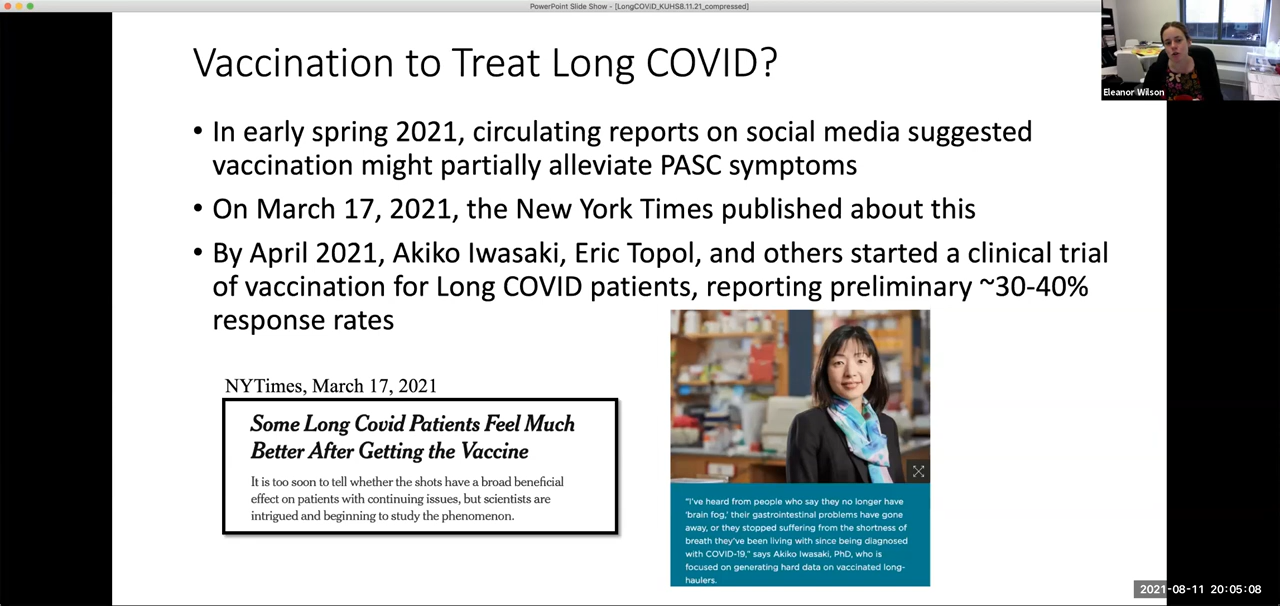 PowerPoint Slide Show - [LongCOViD_KUHS8.11.21_compressed]
Vaccination to Treat Long COVID?
Eleanor Wilson
• In early spring 2021, circulating reports on social media suggested
vaccination might partially alleviate PASC symptoms
• On March 17, 2021, the New York Times published about this
• By April 2021, Akiko Iwasaki, Eric Topol, and others started a clinical trial
of vaccination for Long COVID patients, reporting preliminary ~30-40%
response rates
NYTimes, March 17, 2021
Some Long Covid Patients Feel Much
Better After Getting the Vaccine
It is too soon to tell whether the shots have a broad beneficial
effect on patients with continuing issues, but scientists are
intrigued and beginning to study the phenomenon.
"I've heard from people who say they no longer have
'brain fog,' their gastrointestinal problems have gone
away, or they stopped suffering from the shortness of
breath they've been living with since being diagnosed
with COVID-19," says Akiko Iwasaki, PhD, who is
focused on generating hard data on vaccinated long-
haulers.
2021-08-11 20:05:08